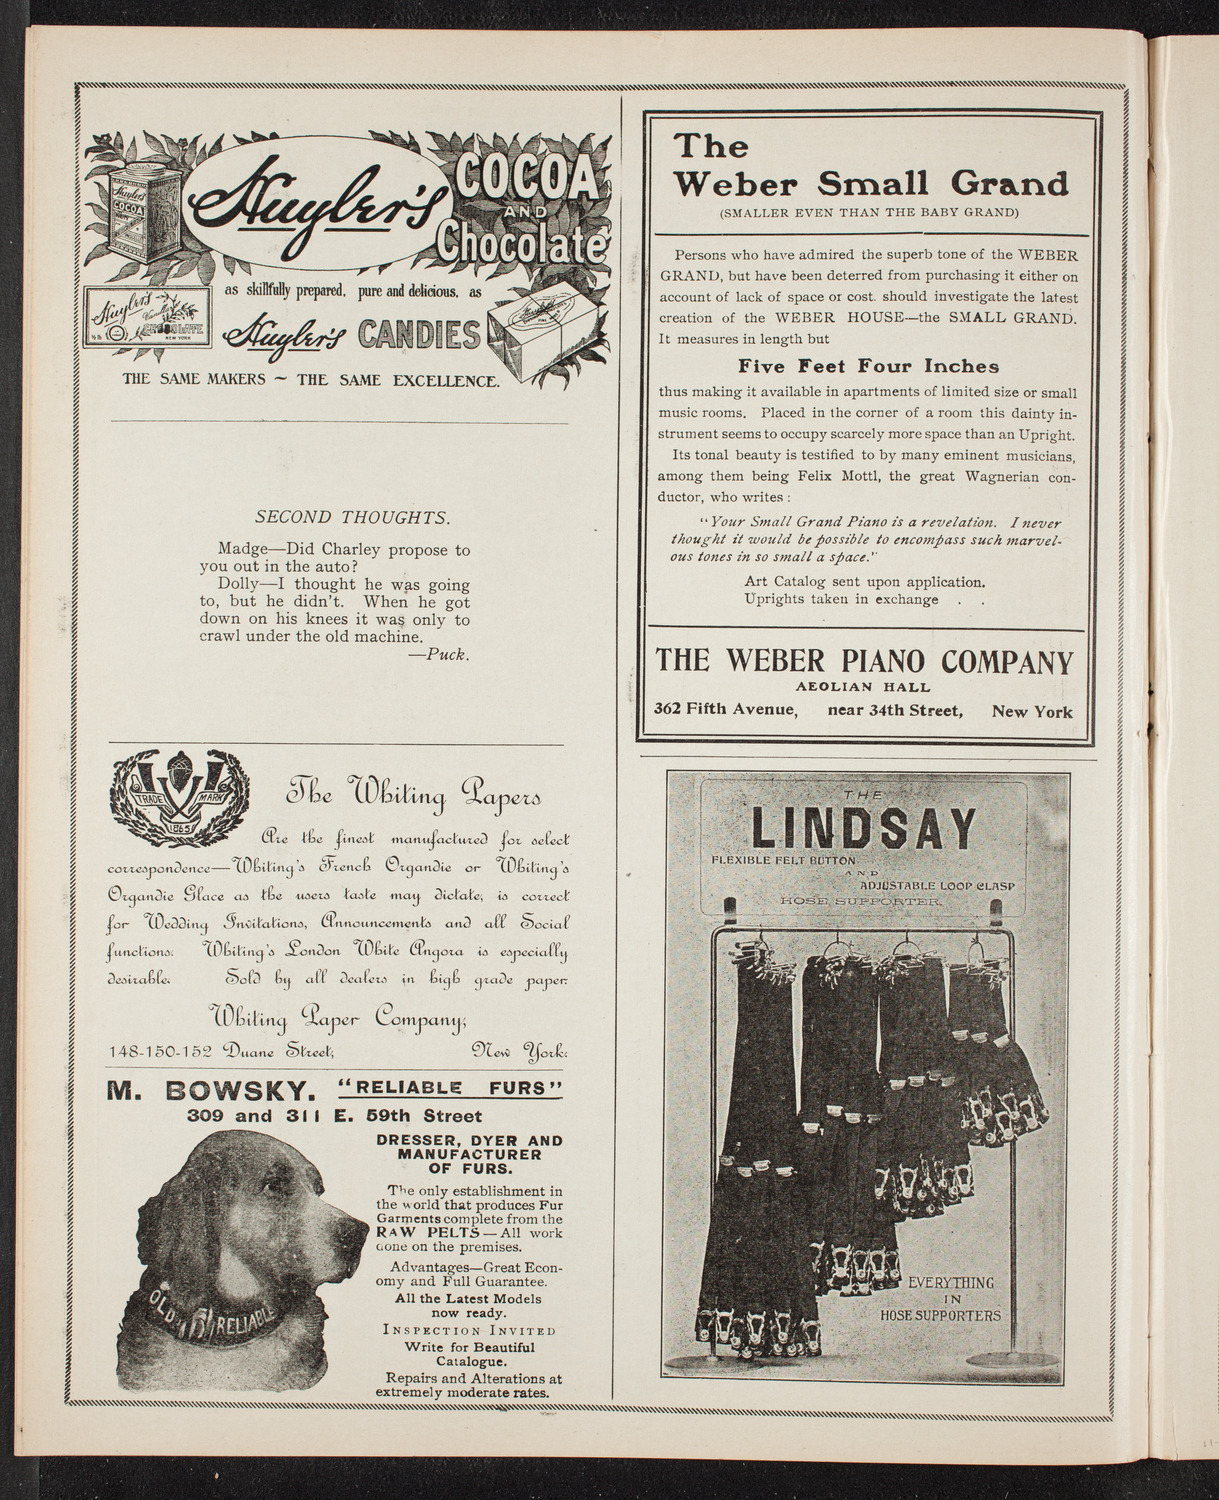 Huyler's
COCOA
AND
Chocolate
Huyler's
COCOA
Huyler's
Vanilla
CHOCOLATE
NEW YORK
½ lb
as skillfully prepared, pure and delicious, as
Huyler's CANDIES
THE SAME MAKERS ~ THE SAME EXCELLENCE.
SECOND THOUGHTS.
Madge—Did Charley propose to
you out in the auto?
Dolly—I thought he was going
to, but he didn't. When he got
down on his knees it was only to
crawl under the old machine.
—Puck.
TRADE MARK
1865
The Whiting Papers
Are the finest manufactured for select
correspondence—Whiting's French Organdie or Whiting's
Organdie Glace as the users taste may dictate; is correct
for Wedding Invitations, Announcements and all Social
functions. Whiting's London White Angora is especially
desirable. Sold by all dealers in high grade paper.
Whiting Paper Company,
148-150-152 Duane Street, New York.
M. BOWSKY. "RELIABLE FURS"
309 and 311 E. 59th Street
OLD RELIABLE
DRESSER, DYER AND
MANUFACTURER
OF FURS.
The only establishment in
the world that produces Fur
Garments complete from the
RAW PELTS—All work
done on the premises.
Advantages—Great Econ-
omy and Full Guarantee.
All the Latest Models
now ready.
INSPECTION INVITED
Write for Beautiful
Catalogue.
Repairs and Alterations at
extremely moderate rates.
The
Weber Small Grand
(SMALLER EVEN THAN THE BABY GRAND)
Persons who have admired the superb tone of the WEBER
GRAND, but have been deterred from purchasing it either on
account of lack of space or cost. should investigate the latest
creation of the WEBER HOUSE—the SMALL GRAND.
It measures in length but
Five Feet Four Inches
thus making it available in apartments of limited size or small
music rooms. Placed in the corner of a room this dainty in-
strument seems to occupy scarcely more space than an Upright.
Its tonal beauty is testified to by many eminent musicians,
among them being Felix Mottl, the great Wagnerian con-
ductor, who writes :
"Your Small Grand Piano is a revelation. I never
thought it would be possible to encompass such marvel-
ous tones in so small a space."
Art Catalog sent upon application.
Uprights taken in exchange . .
THE WEBER PIANO COMPANY
AEOLIAN HALL
362 Fifth Avenue, near 34th Street, New York
THE
LINDSAY
FLEXIBLE FELT BUTTON
AND
ADJUSTABLE LOOP CLASP
HOSE SUPPORTER.
EVERYTHING
IN
HOSE SUPPORTERS